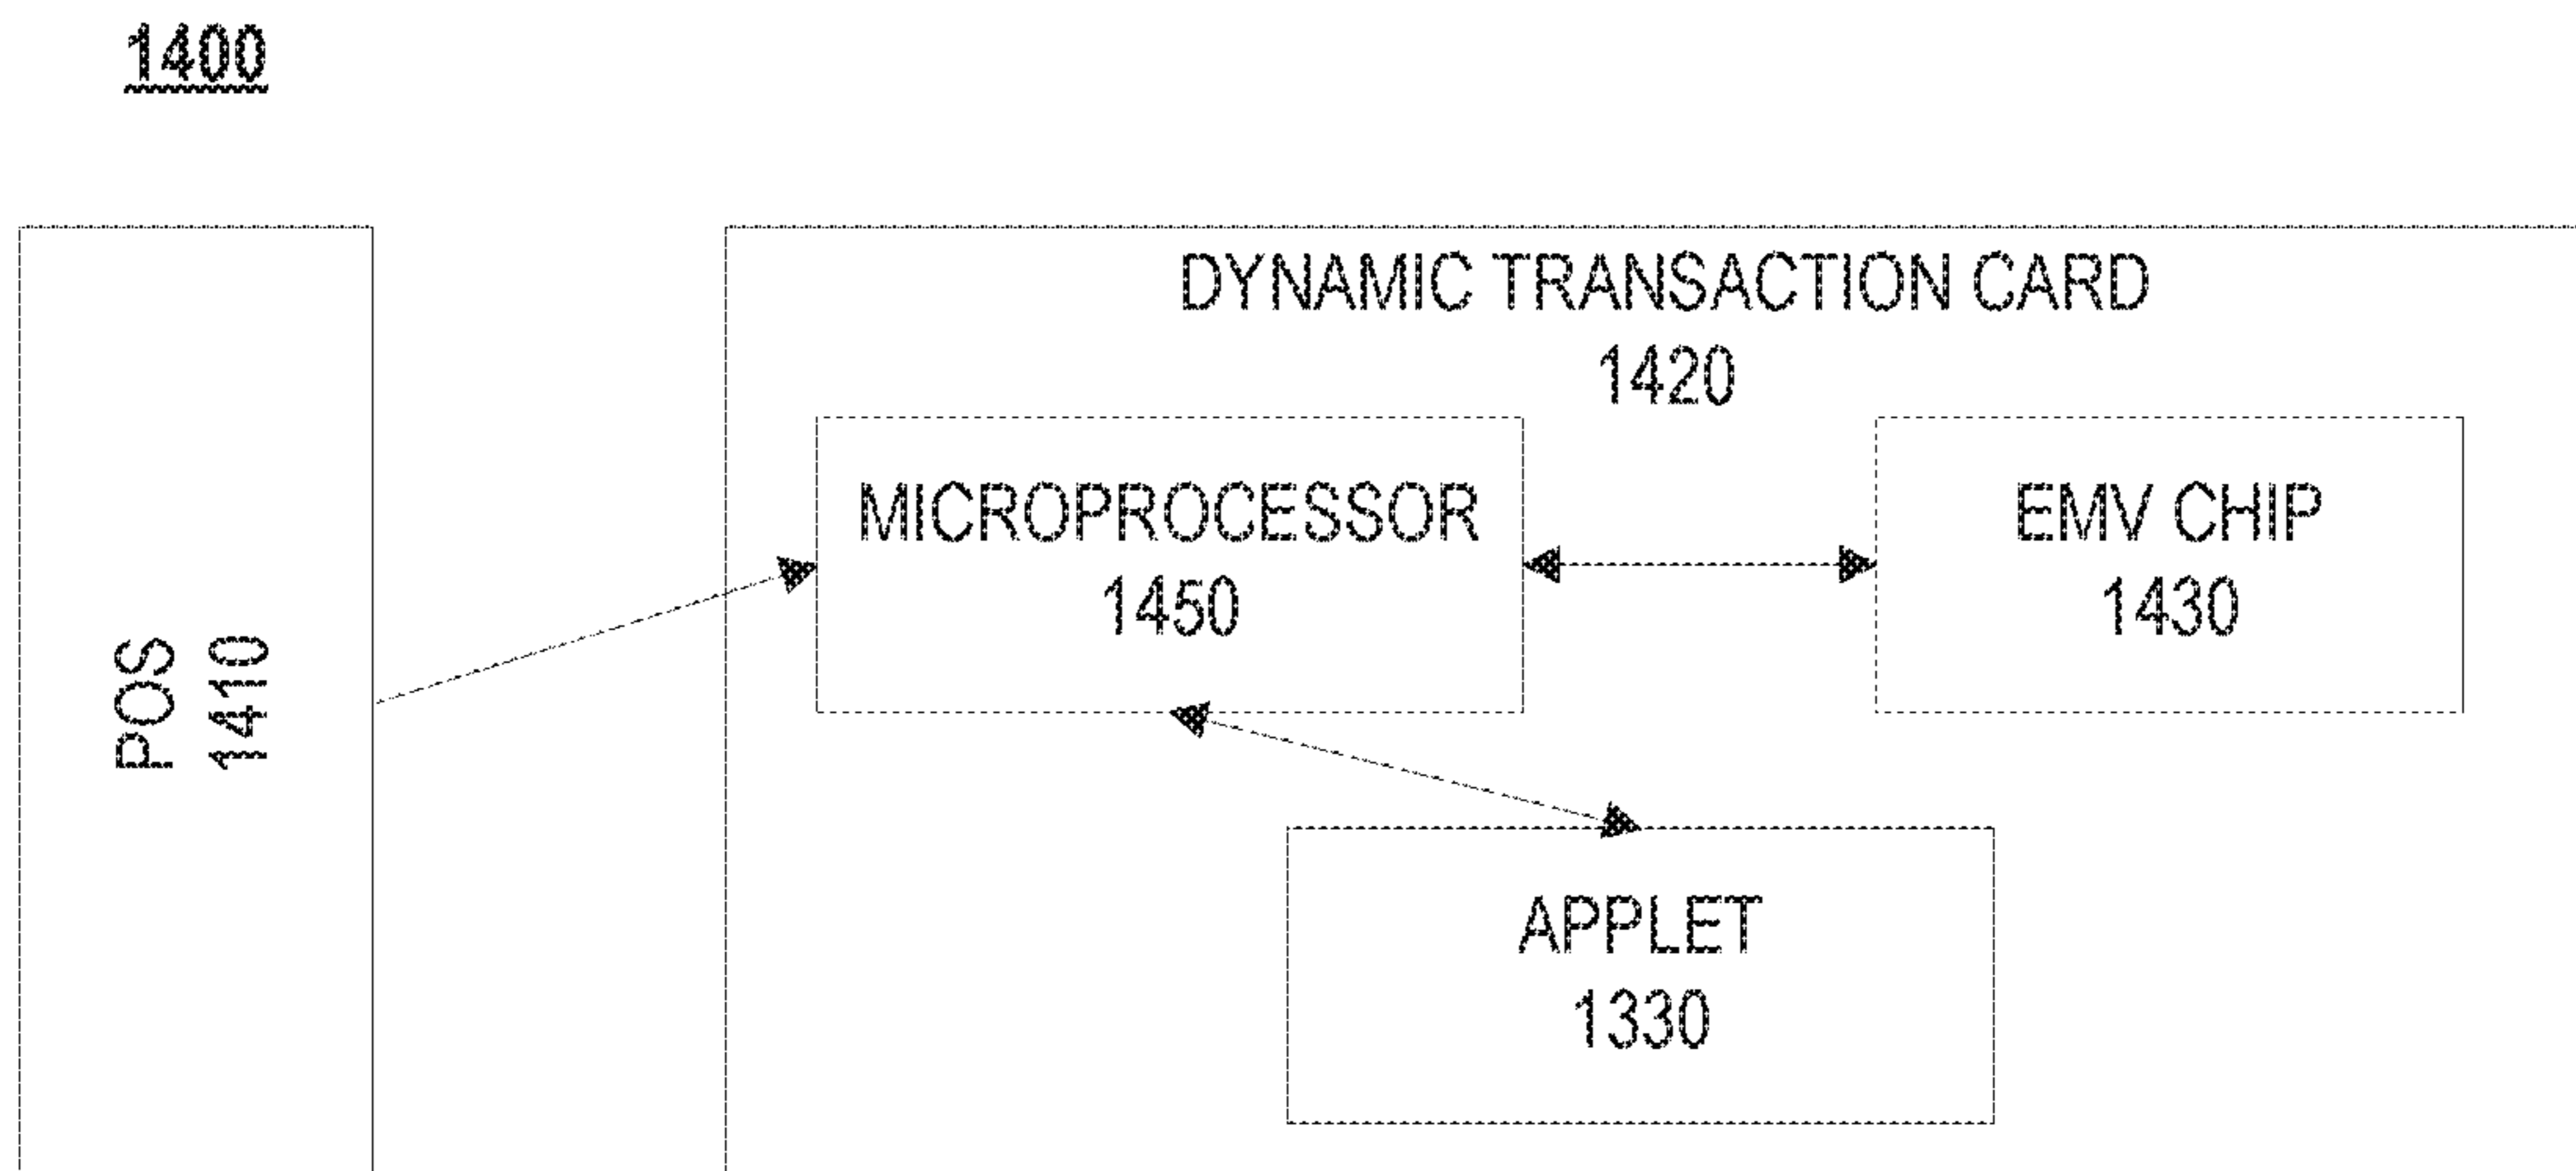 1400
POS
1410
DYNAMIC TRANSACTION CARD
1420
MICROPROCESSOR
1450
EMV CHIP
1430
APPLET
1330